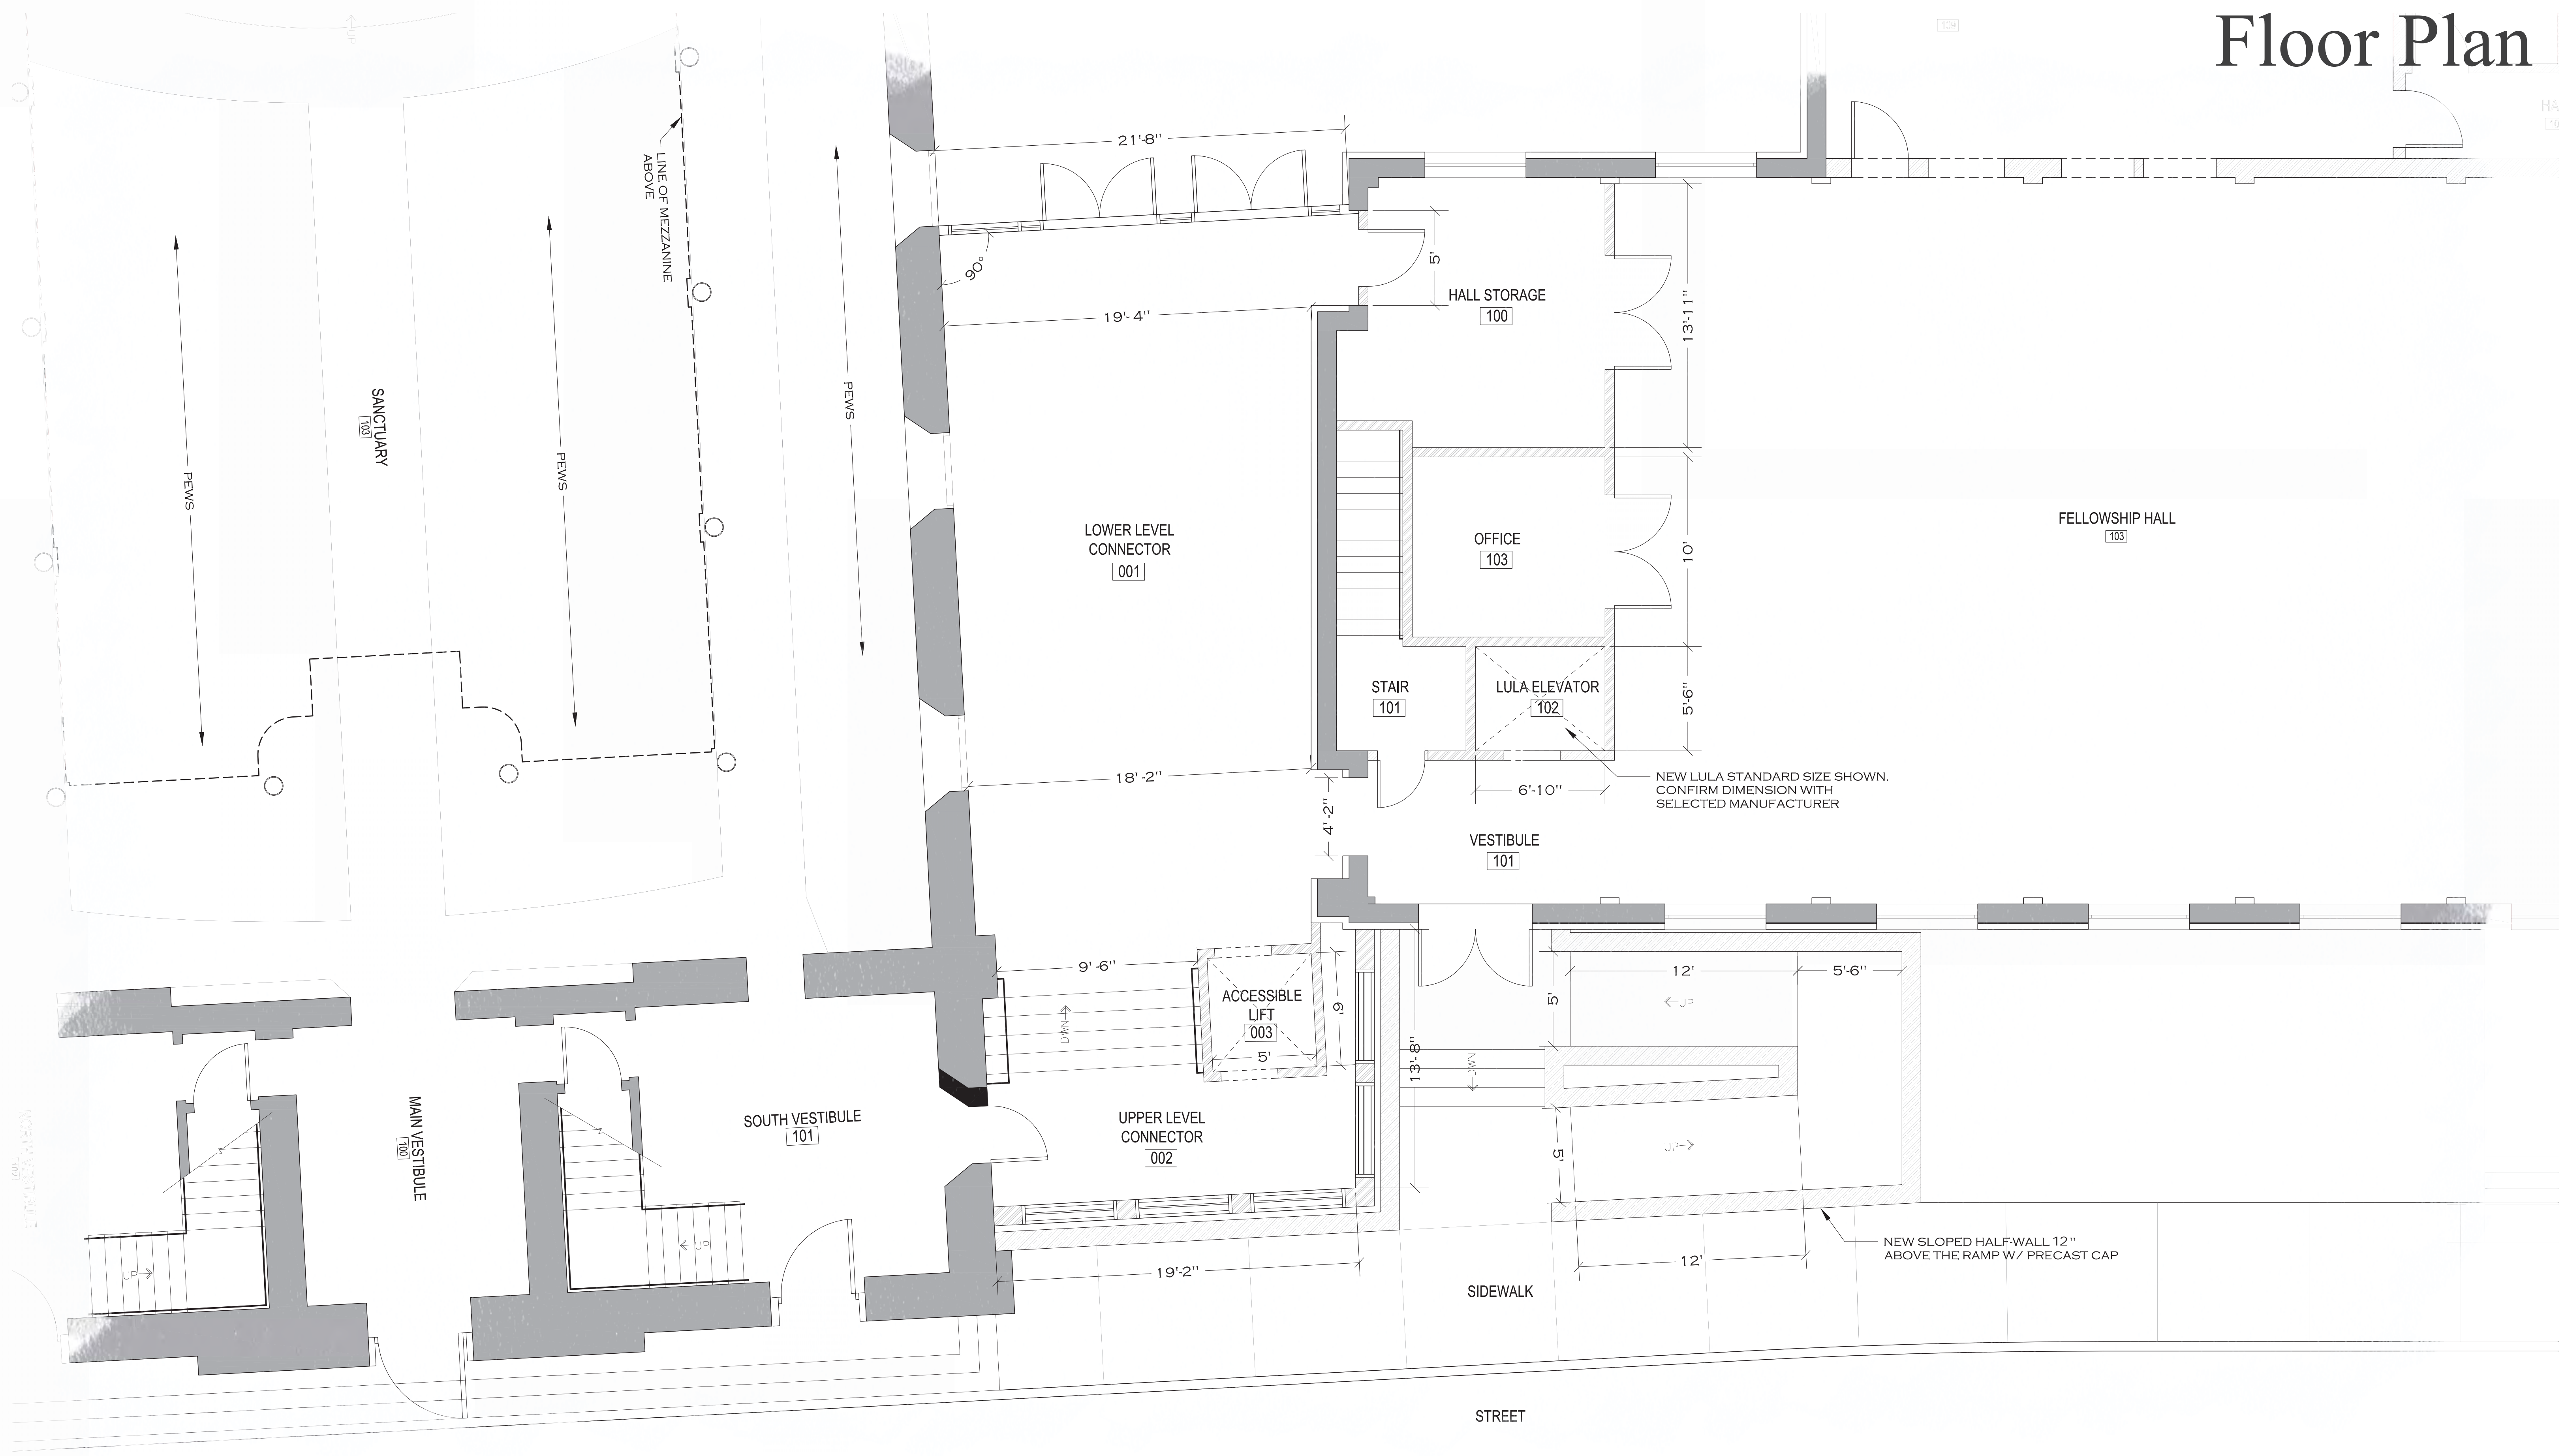 Floor Plan
UP
109
HA
21'-8"
LINE OF MEZZANINE
ABOVE
90°
5'
HALL STORAGE
100
13'-1"
19'- 4"
PEWS
SANCTUARY
103
PEWS
PEWS
LOWER LEVEL
CONNECTOR
001
OFFICE
103
10'
FELLOWSHIP HALL
103
STAIR
101
LULA ELEVATOR
102
5'-6"
18' -2"
6'-10"
NEW LULA STANDARD SIZE SHOWN.
CONFIRM DIMENSION WITH
SELECTED MANUFACTURER
4' -2"
VESTIBULE
101
9' -6"
DWN
ACCESSIBLE
LIFT
003
6'
5'
13'- 8"
DWN
12'
5'-6"
5'
UP
UP
5'
MAIN VESTIBULE
100
SOUTH VESTIBULE
101
UPPER LEVEL
CONNECTOR
002
UP
UP
19'-2"
12'
NEW SLOPED HALF-WALL 12"
ABOVE THE RAMP W/ PRECAST CAP
SIDEWALK
STREET